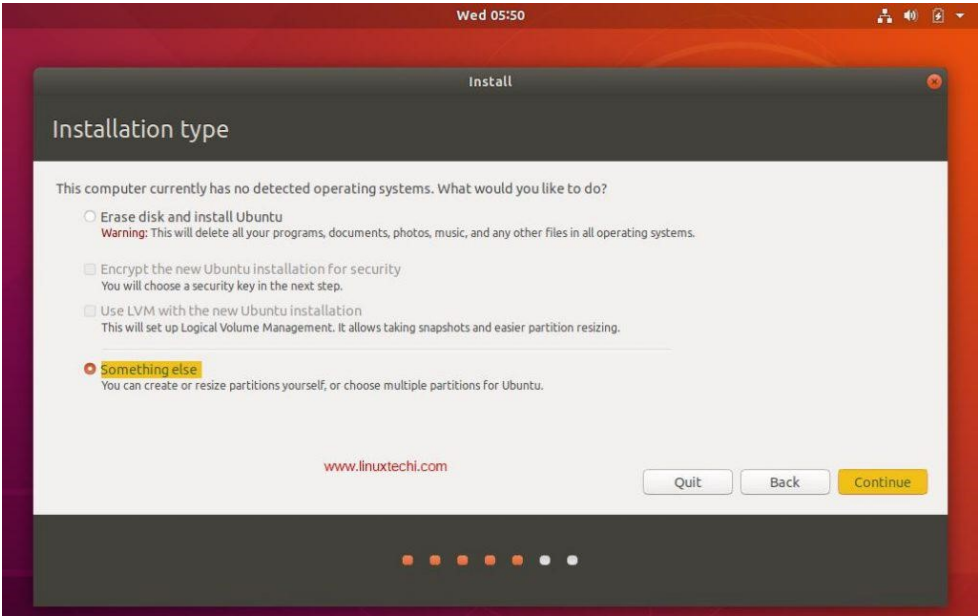 Wed 05:50
Install
Installation type
This computer currently has no detected operating systems. What would you like to do?
Erase disk and install Ubuntu
Warning: This will delete all your programs, documents, photos, music, and any other files in all operating systems.
Encrypt the new Ubuntu installation for security
You will choose a security key in the next step.
Use LVM with the new Ubuntu installation
This will set up Logical Volume Management. It allows taking snapshots and easier partition resizing.
Something else
You can create or resize partitions yourself, or choose multiple partitions for Ubuntu.
www.linuxtechi.com
Quit Back Continue